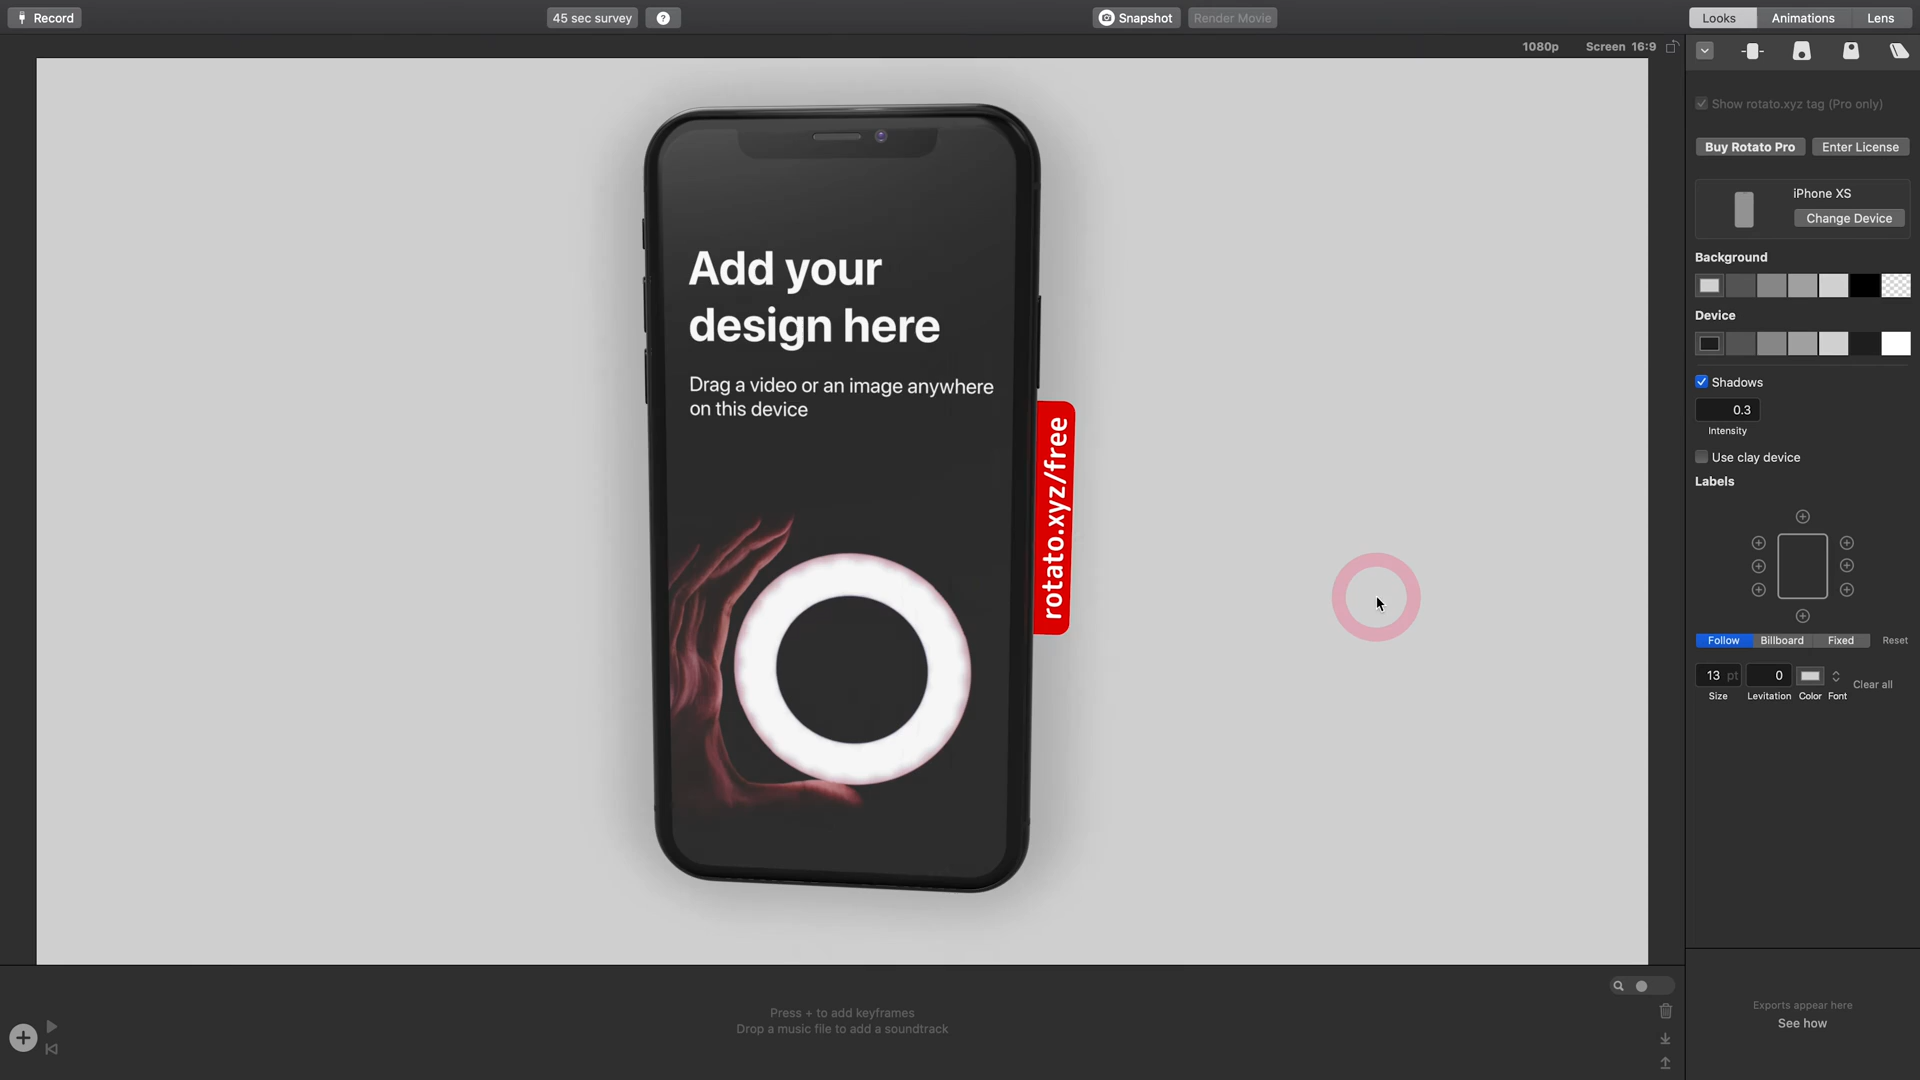 Record
45 sec survey
?
Snapshot
Render Movie
Looks
Animations
Lens
1080p
Screen 16:9
Show rotato.xyz tag (Pro only)
Buy Rotato Pro
Enter License
iPhone XS
Change Device
Background
Device
Shadows
0.3
Intensity
Use clay device
Labels
Follow
Billboard
Fixed
Reset
13 pt
0
Clear all
Size
Levitation
Color
Font
Add your
design here
Drag a video or an image anywhere
on this device
rotato.xyz/free
Press + to add keyframes
Drop a music file to add a soundtrack
Exports appear here
See how